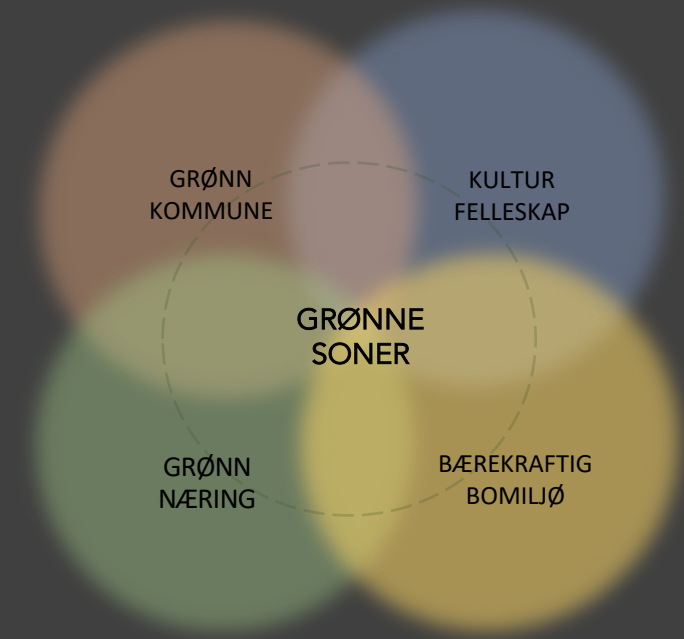 GRØNN
KOMMUNE
KULTUR
FELLESKAP
GRØNNE
SONER
GRØNN
NÆRING
BÆREKRAFTIG
BOMILJØ